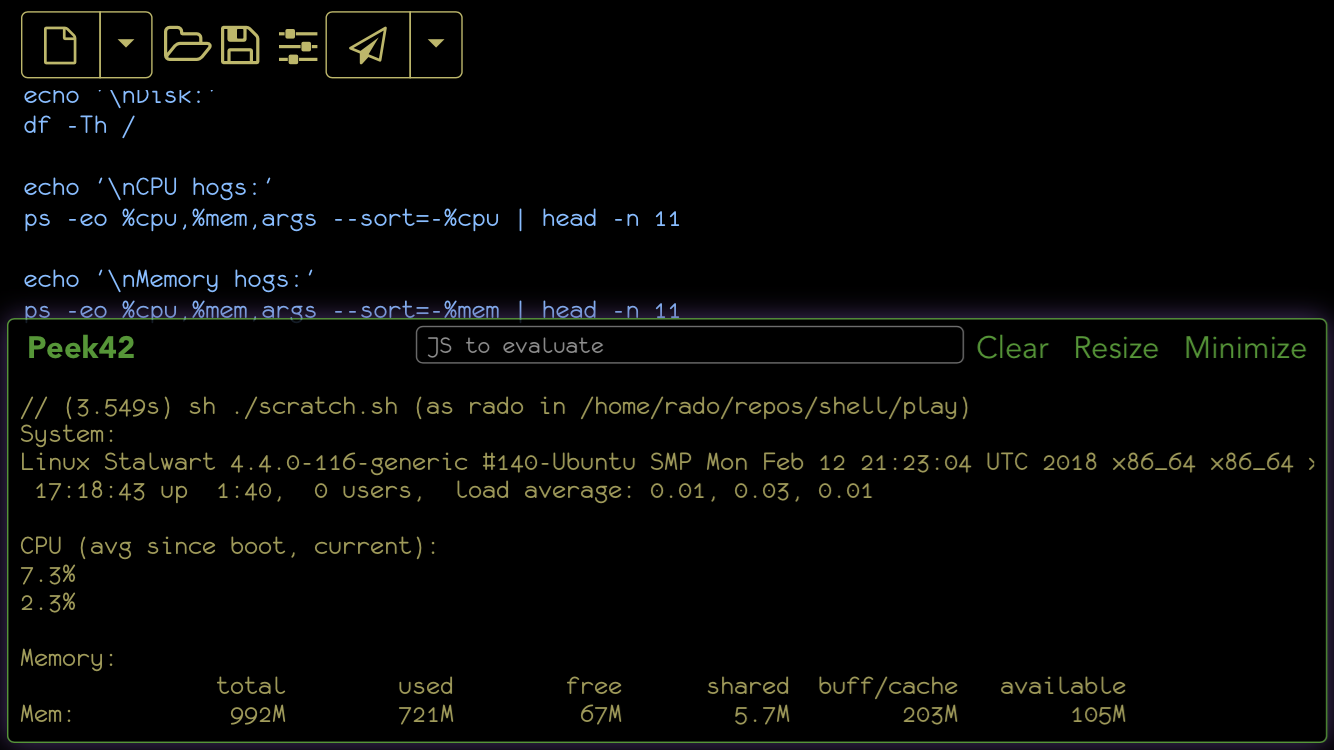 echo '\nDisk:'
df -Th /
echo '\nCPU hogs:'
ps -eo %cpu,%mem,args --sort=-%cpu | head -n 11
echo '\nMemory hogs:'
ps -eo %cpu,%mem,args --sort=-%mem | head -n 11
Peek42 JS to evaluate Clear Resize Minimize
// (3.549s) sh ./scratch.sh (as rado in /home/rado/repos/shell/play)
System:
Linux Stalwart 4.4.0-116-generic #140-Ubuntu SMP Mon Feb 12 21:23:04 UTC 2018 x86_64 x86_64
17:18:43 up  1:40,  0 users,  load average: 0.01, 0.03, 0.01
CPU (avg since boot, current):
7.3%
2.3%
Memory:
total used free shared buff/cache available
Mem: 992M 721M 67M 5.7M 203M 105M